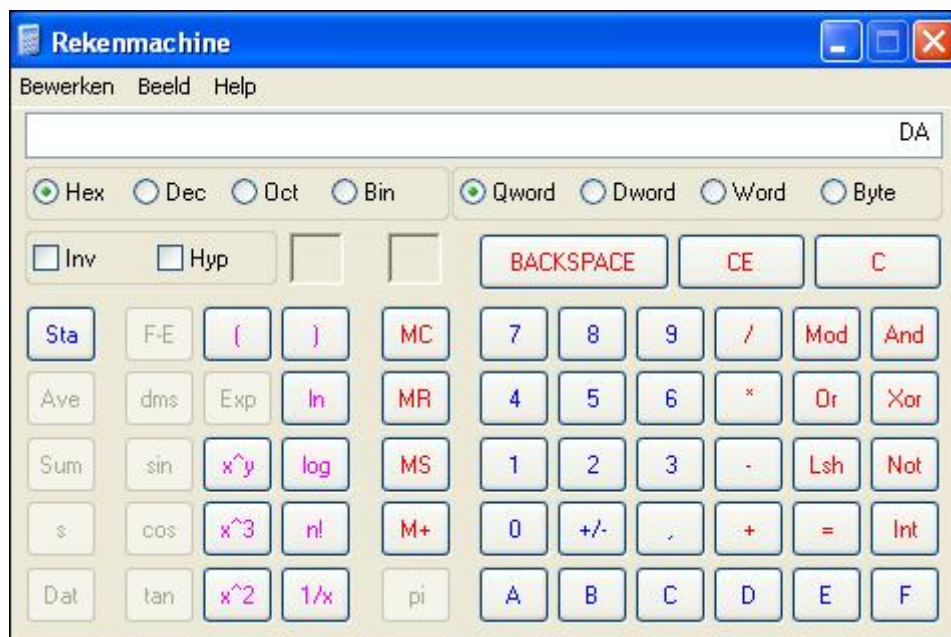 Rekenmachine
Bewerken Beeld Help
DA
Hex Dec Oct Bin Qword Dword Word Byte
Inv Hyp BACKSPACE CE C
Sta F-E ( ) MC 7 8 9 / Mod And
Ave dms Exp ln MR 4 5 6 * Or Xor
Sum sin x^y log MS 1 2 3 - Lsh Not
s cos x^3 n! M+ 0 +/- , + = Int
Dat tan x^2 1/x pi A B C D E F